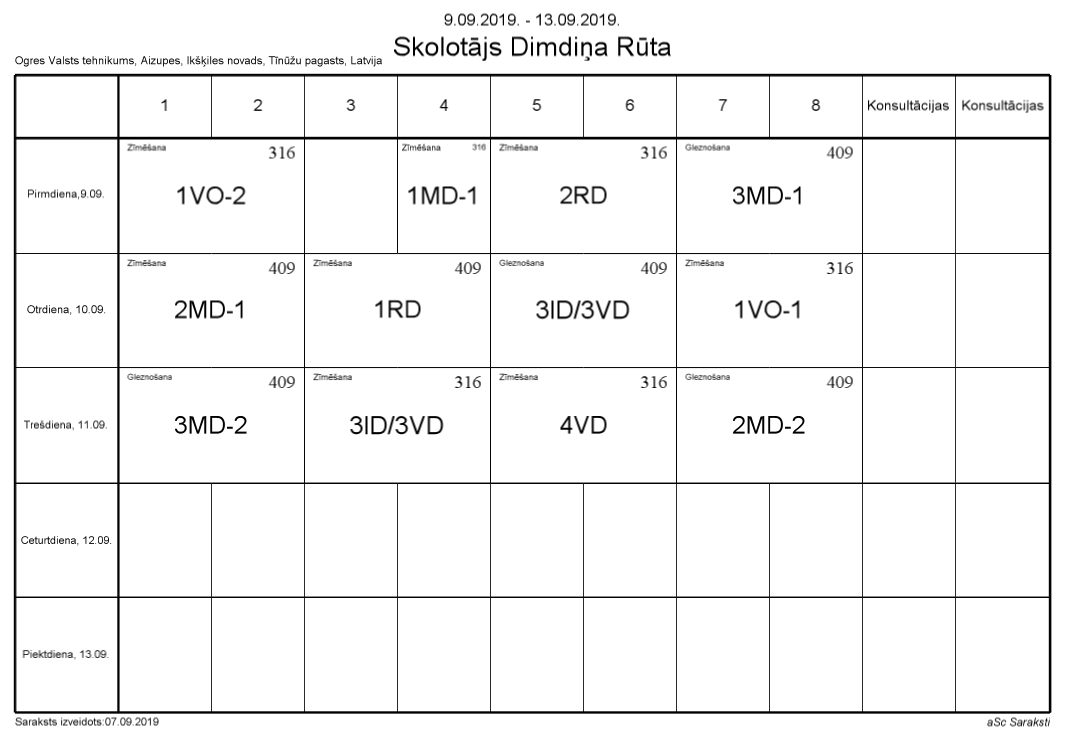 9.09.2019. - 13.09.2019.
Skolotājs Dimdiņa Rūta
Ogres Valsts tehnikums, Aizupes, Ikšķiles novads, Tīnūžu pagasts, Latvija
1 2 3 4 5 6 7 8 Konsultācijas Konsultācijas
Zīmēšana 316 Zīmēšana 316 Zīmēšana 316 Gleznošana 409
Pirmdiena,9.09. 1VO-2 1MD-1 2RD 3MD-1
Zīmēšana 409 Zīmēšana 409 Gleznošana 409 Zīmēšana 316
Otrdiena, 10.09. 2MD-1 1RD 3ID/3VD 1VO-1
Gleznošana 409 Zīmēšana 316 Zīmēšana 316 Gleznošana 409
Trešdiena, 11.09. 3MD-2 3ID/3VD 4VD 2MD-2
Ceturtdiena, 12.09.
Piektdiena, 13.09.
Saraksts izveidots:07.09.2019 aSc Saraksti